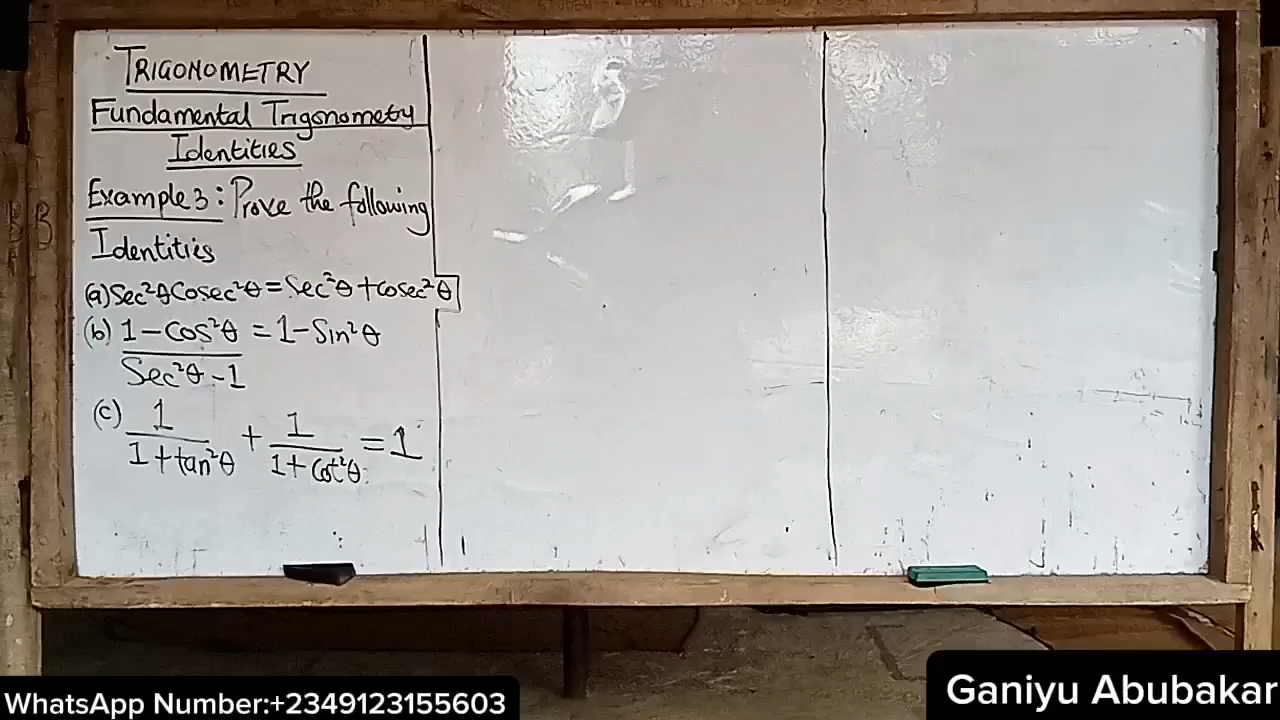 TRIGONOMETRY
Fundamental Trigonometry
Identities
Example 3: Prove the following
Identities
(a) Sec²θCosec²θ = Sec²θ + Cosec²θ
(b) 1 - Cos²θ = 1 - Sin²θ
Sec²θ - 1
(c) 1 + 1 = 1
1 + tan²θ 1 + Cot²θ
WhatsApp Number:+2349123155603
Ganiyu Abubakar